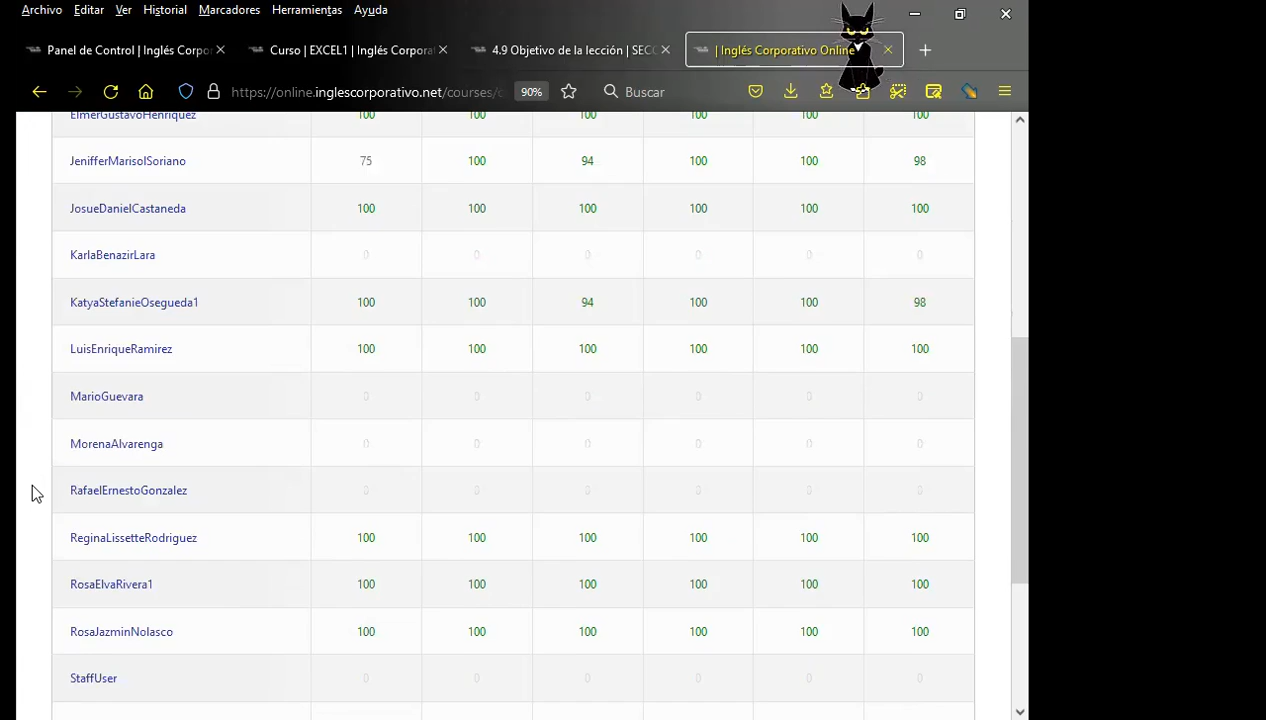 Archivo Editar Ver Historial Marcadores Herramientas Ayuda
Panel de Control | Inglés Corpor Curso | EXCEL1 | Inglés Corporat 4.9 Objetivo de la lección | SECC | Inglés Corporativo Online
https://online.inglescorporativo.net/courses/c 90% Buscar
ElmerGustavoHenriquez 100 100 100 100 100 100
JenifferMarisolSoriano 75 100 94 100 100 98
JosueDanielCastaneda 100 100 100 100 100 100
KarlaBenazirLara 0 0 0 0 0 0
KatyaStefanieOsegueda1 100 100 94 100 100 98
LuisEnriqueRamirez 100 100 100 100 100 100
MarioGuevara 0 0 0 0 0 0
MorenaAlvarenga 0 0 0 0 0 0
RafaelErnestoGonzalez 0 0 0 0 0 0
ReginaLissetteRodriguez 100 100 100 100 100 100
RosaElvaRivera1 100 100 100 100 100 100
RosaJazminNolasco 100 100 100 100 100 100
StaffUser 0 0 0 0 0 0